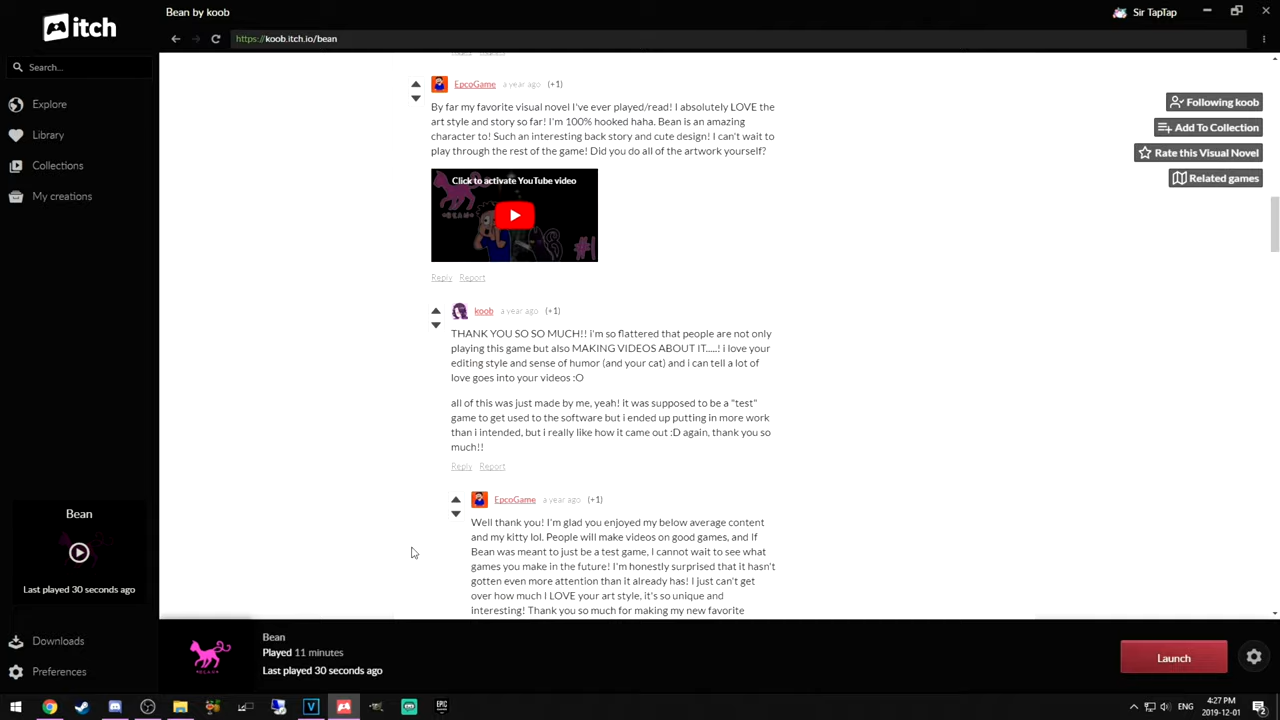 Bean by koob
Sir TapTap
itch
https://koob.itch.io/bean
Search...
Explore
Library
Collections
My creations
Bean
Last played 30 seconds ago
Downloads
Preferences
EpcoGame a year ago (+1)
By far my favorite visual novel I've ever played/read! I absolutely LOVE the
art style and story so far! I'm 100% hooked haha. Bean is an amazing
character to! Such an interesting back story and cute design! I can't wait to
play through the rest of the game! Did you do all of the artwork yourself?
Click to activate YouTube video
BEAN
#1
Reply Report
koob a year ago (+1)
THANK YOU SO SO MUCH!! i'm so flattered that people are not only
playing this game but also MAKING VIDEOS ABOUT IT.....! i love your
editing style and sense of humor (and your cat) and i can tell a lot of
love goes into your videos :O
all of this was just made by me, yeah! it was supposed to be a "test"
game to get used to the software but i ended up putting in more work
than i intended, but i really like how it came out :D again, thank you so
much!!
Reply Report
EpcoGame a year ago (+1)
Well thank you! I'm glad you enjoyed my below average content
and my kitty lol. People will make videos on good games, and If
Bean was meant to just be a test game, I cannot wait to see what
games you make in the future! I'm honestly surprised that it hasn't
gotten even more attention than it already has! I just can't get
over how much I LOVE your art style, it's so unique and
interesting! Thank you so much for making my new favorite
Following koob
Add To Collection
Rate this Visual Novel
Related games
Bean
Played 11 minutes
Last played 30 seconds ago
Launch
EPIC
ENG
4:27 PM
2019-12-01
2